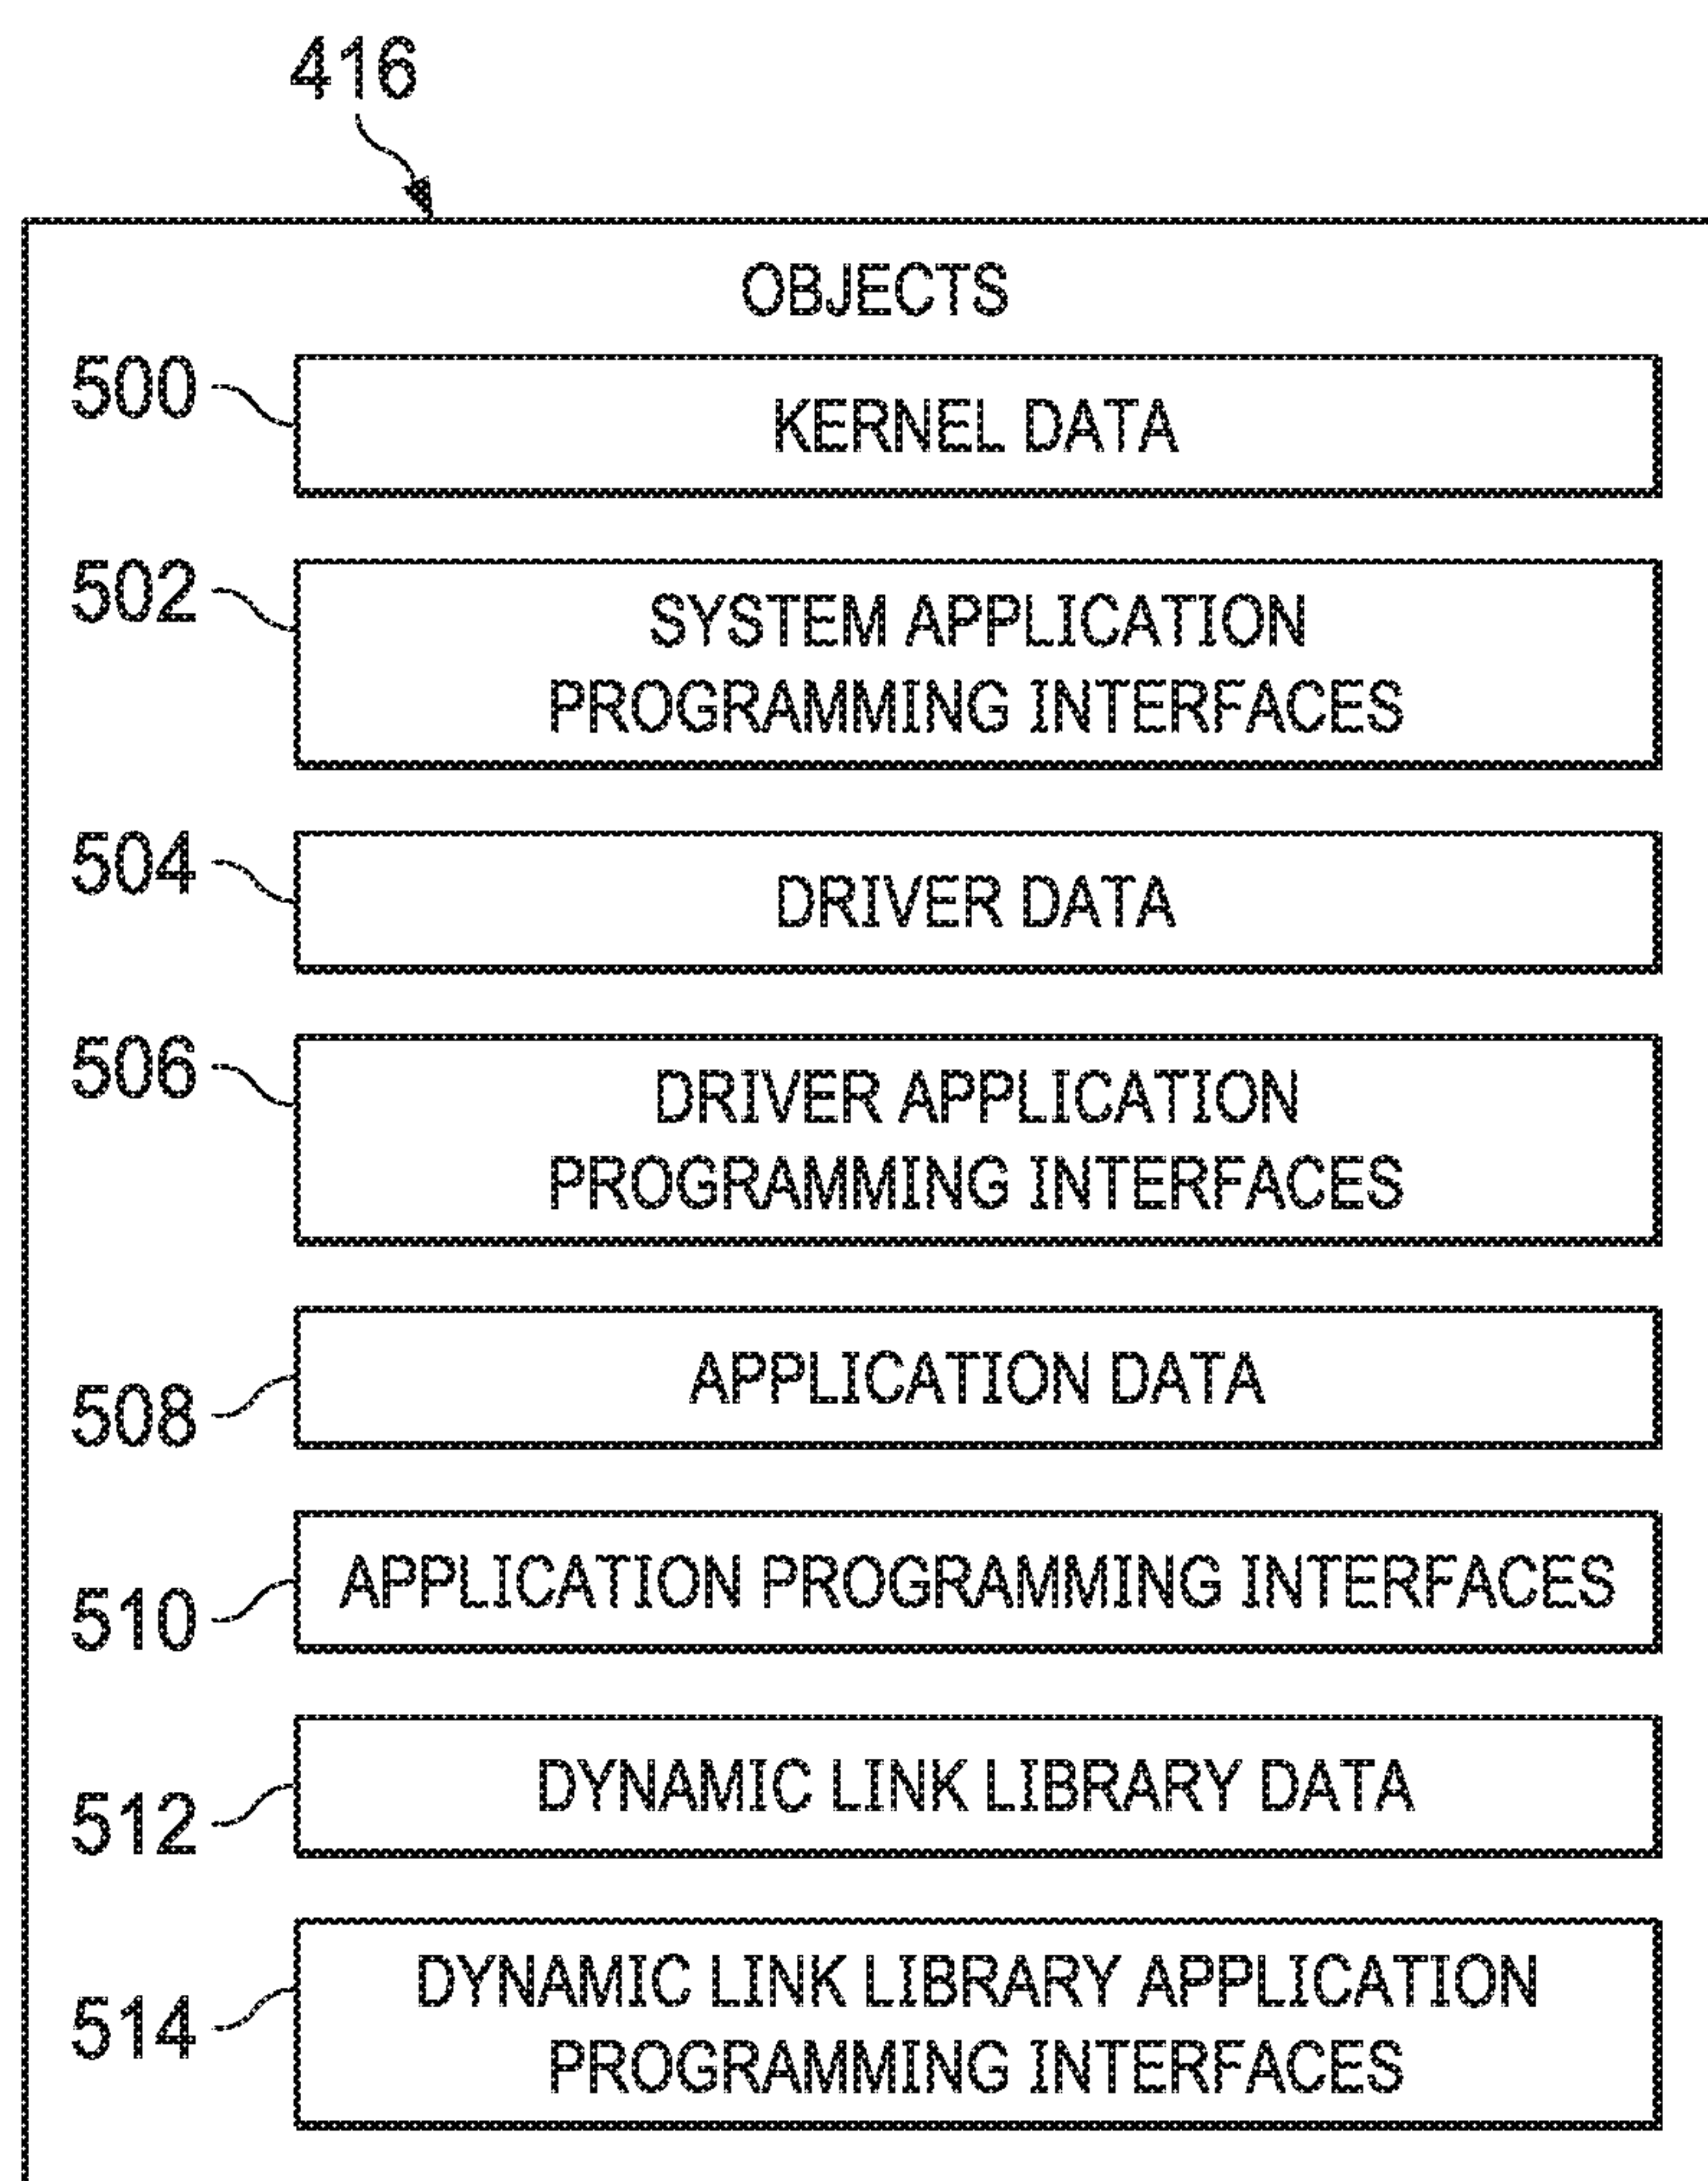 416
OBJECTS
500
KERNEL DATA
502
SYSTEM APPLICATION
PROGRAMMING INTERFACES
504
DRIVER DATA
506
DRIVER APPLICATION
PROGRAMMING INTERFACES
508
APPLICATION DATA
510
APPLICATION PROGRAMMING INTERFACES
512
DYNAMIC LINK LIBRARY DATA
514
DYNAMIC LINK LIBRARY APPLICATION
PROGRAMMING INTERFACES